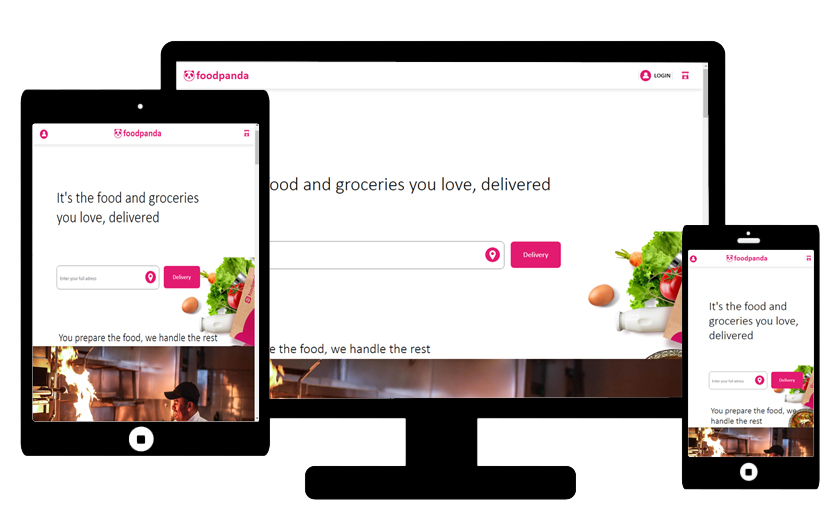 foodpanda
LOGIN
ood and groceries you love, delivered
Delivery
e the food, we handle the rest
foodpanda
It's the food and groceries
you love, delivered
Enter your full adress
Delivery
You prepare the food, we handle the rest
foodpanda
It's the food and
groceries you love,
delivered
Enter your full adress
Delivery
You prepare the food, we
handle the rest